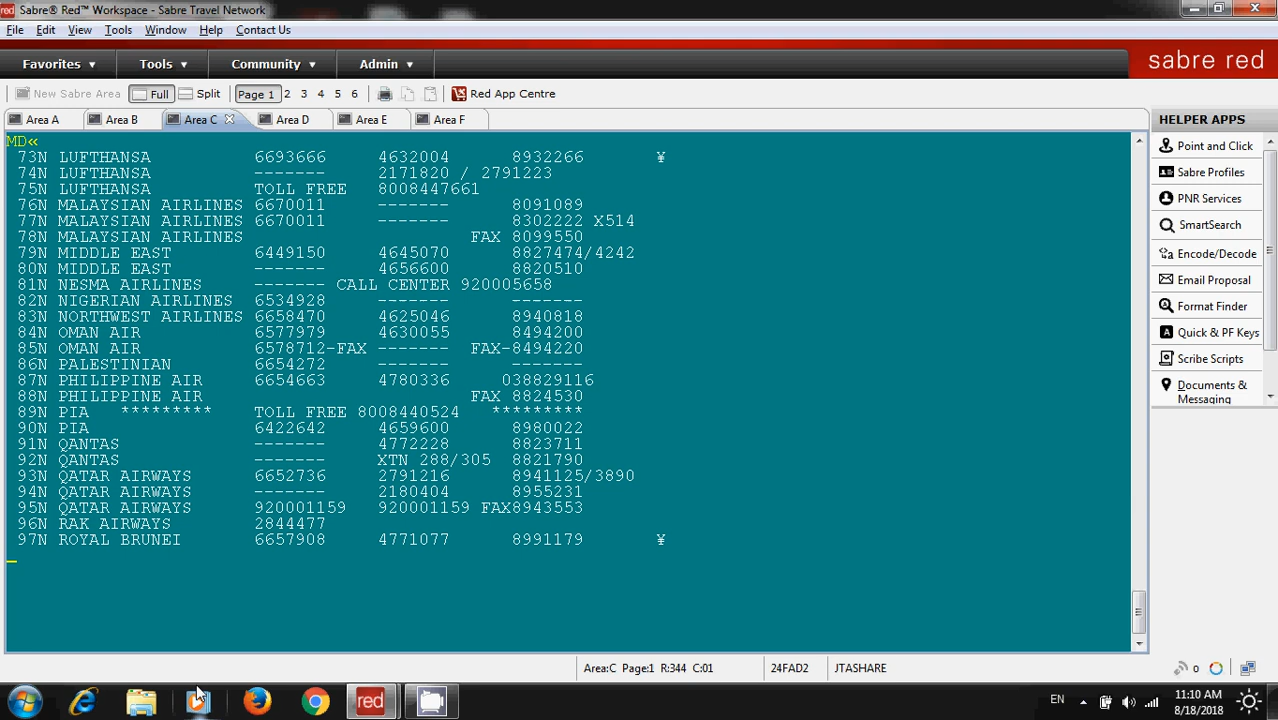 Sabre® Red™ Workspace - Sabre Travel Network
File Edit View Tools Window Help Contact Us
Favorites Tools Community Admin sabre red
New Sabre Area Full Split Page 1 2 3 4 5 6 Red App Centre
Area A Area B Area C Area D Area E Area F
MD«
73N LUFTHANSA 6693666 4632004 8932266 ¥
74N LUFTHANSA ------- 2171820 / 2791223
75N LUFTHANSA TOLL FREE 8008447661
76N MALAYSIAN AIRLINES 6670011 ------- 8091089
77N MALAYSIAN AIRLINES 6670011 ------- 8302222 X514
78N MALAYSIAN AIRLINES FAX 8099550
79N MIDDLE EAST 6449150 4645070 8827474/4242
80N MIDDLE EAST ------- 4656600 8820510
81N NESMA AIRLINES ------- CALL CENTER 920005658
82N NIGERIAN AIRLINES 6534928 ------- -------
83N NORTHWEST AIRLINES 6658470 4625046 8940818
84N OMAN AIR 6577979 4630055 8494200
85N OMAN AIR 6578712-FAX ------- FAX-8494220
86N PALESTINIAN 6654272 ------- -------
87N PHILIPPINE AIR 6654663 4780336 038829116
88N PHILIPPINE AIR FAX 8824530
89N PIA ********* TOLL FREE 8008440524 *********
90N PIA 6422642 4659600 8980022
91N QANTAS ------- 4772228 8823711
92N QANTAS ------- XTN 288/305 8821790
93N QATAR AIRWAYS 6652736 2791216 8941125/3890
94N QATAR AIRWAYS ------- 2180404 8955231
95N QATAR AIRWAYS 920001159 920001159 FAX8943553
96N RAK AIRWAYS 2844477
97N ROYAL BRUNEI 6657908 4771077 8991179 ¥
HELPER APPS
Point and Click
Sabre Profiles
PNR Services
SmartSearch
Encode/Decode
Email Proposal
Format Finder
Quick & PF Keys
Scribe Scripts
Documents &
Messaging
Area:C Page:1 R:344 C:01 24FAD2 JTASHARE 0
red EN 11:10 AM
8/18/2018